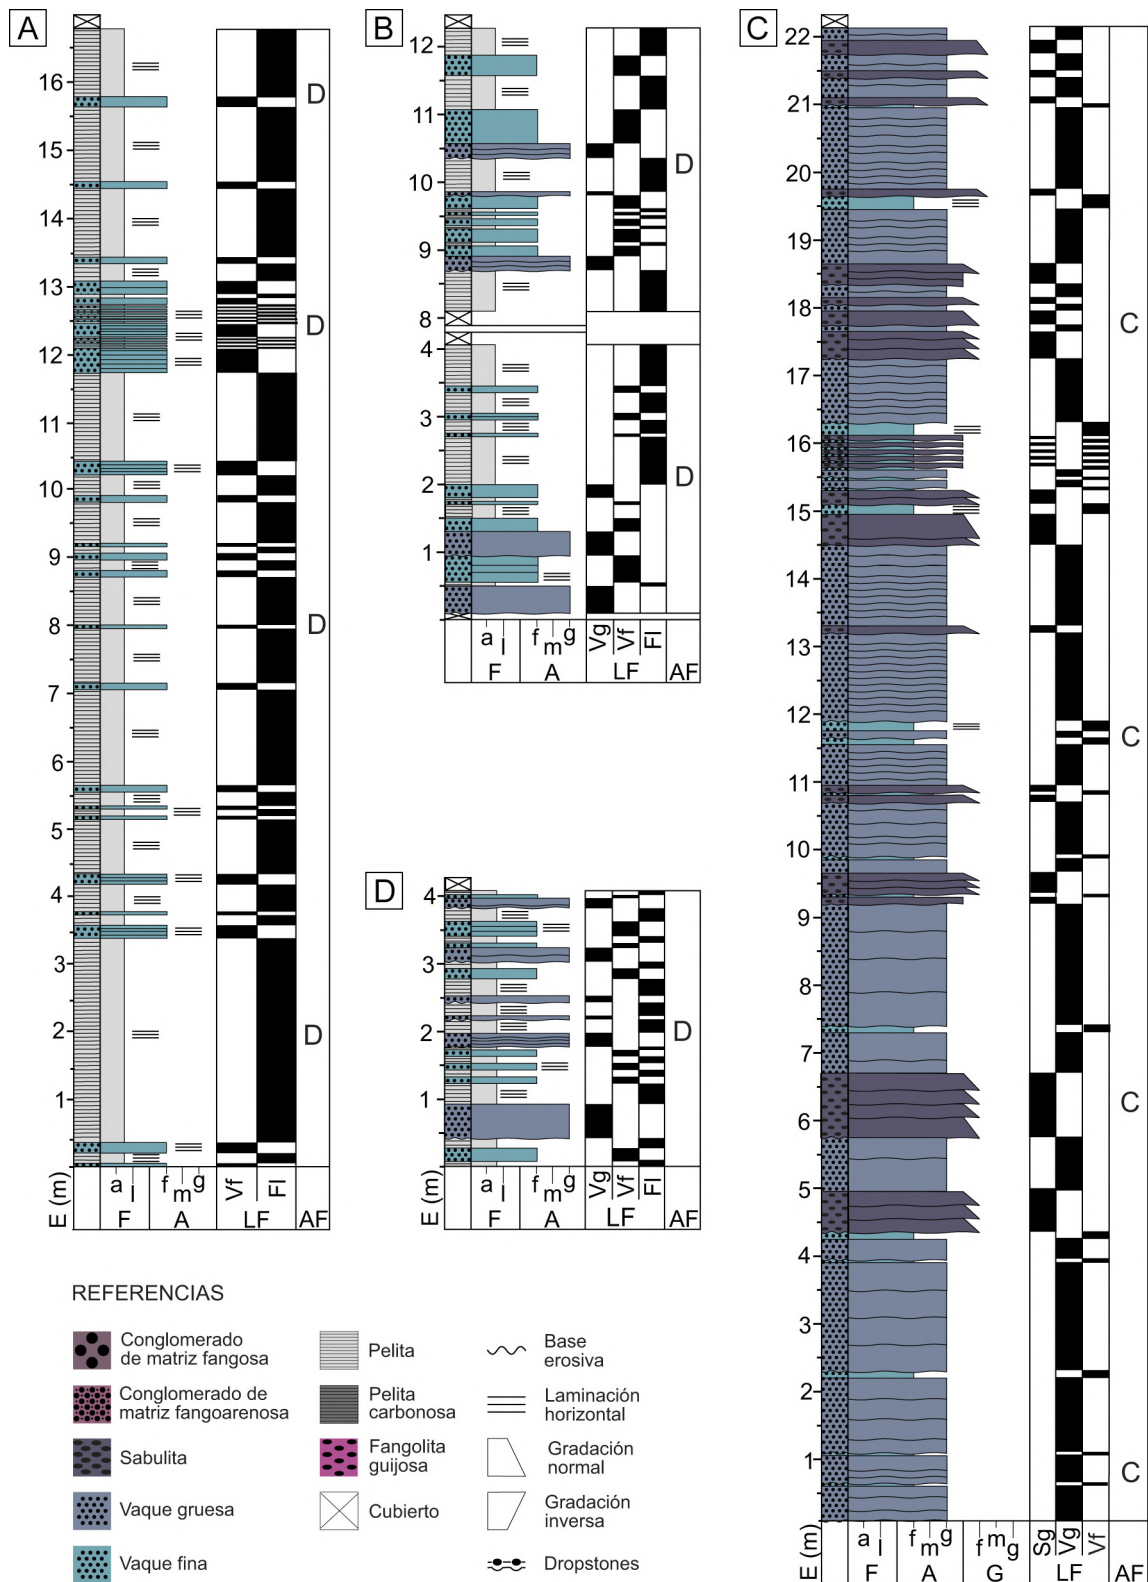 A
16
15
14
13
12
11
10
9
8
7
6
5
4
3
2
1
D
D
D
D
E (m)
a l
f m g
F
A
Vf
Fl
LF
AF
B
12
11
10
9
8
4
3
2
1
D
D
a l
f m g
F
A
Vg
Vf
Fl
LF
AF
D
4
3
2
1
D
E (m)
a l
f m g
F
A
Vg
Vf
Fl
LF
AF
C
22
21
20
19
18
17
16
15
14
13
12
11
10
9
8
7
6
5
4
3
2
1
C
C
C
C
E (m)
a l
f m g
f m g
F
A
G
Sg
Vg
Vf
LF
AF
REFERENCIAS
Conglomerado
de matriz fangosa
Conglomerado de
matriz fangoarenosa
Sabulita
Vaque gruesa
Vaque fina
Pelita
Pelita
carbonosa
Fangolita
guijosa
Cubierto
Base
erosiva
Laminación
horizontal
Gradación
normal
Gradación
inversa
Dropstones